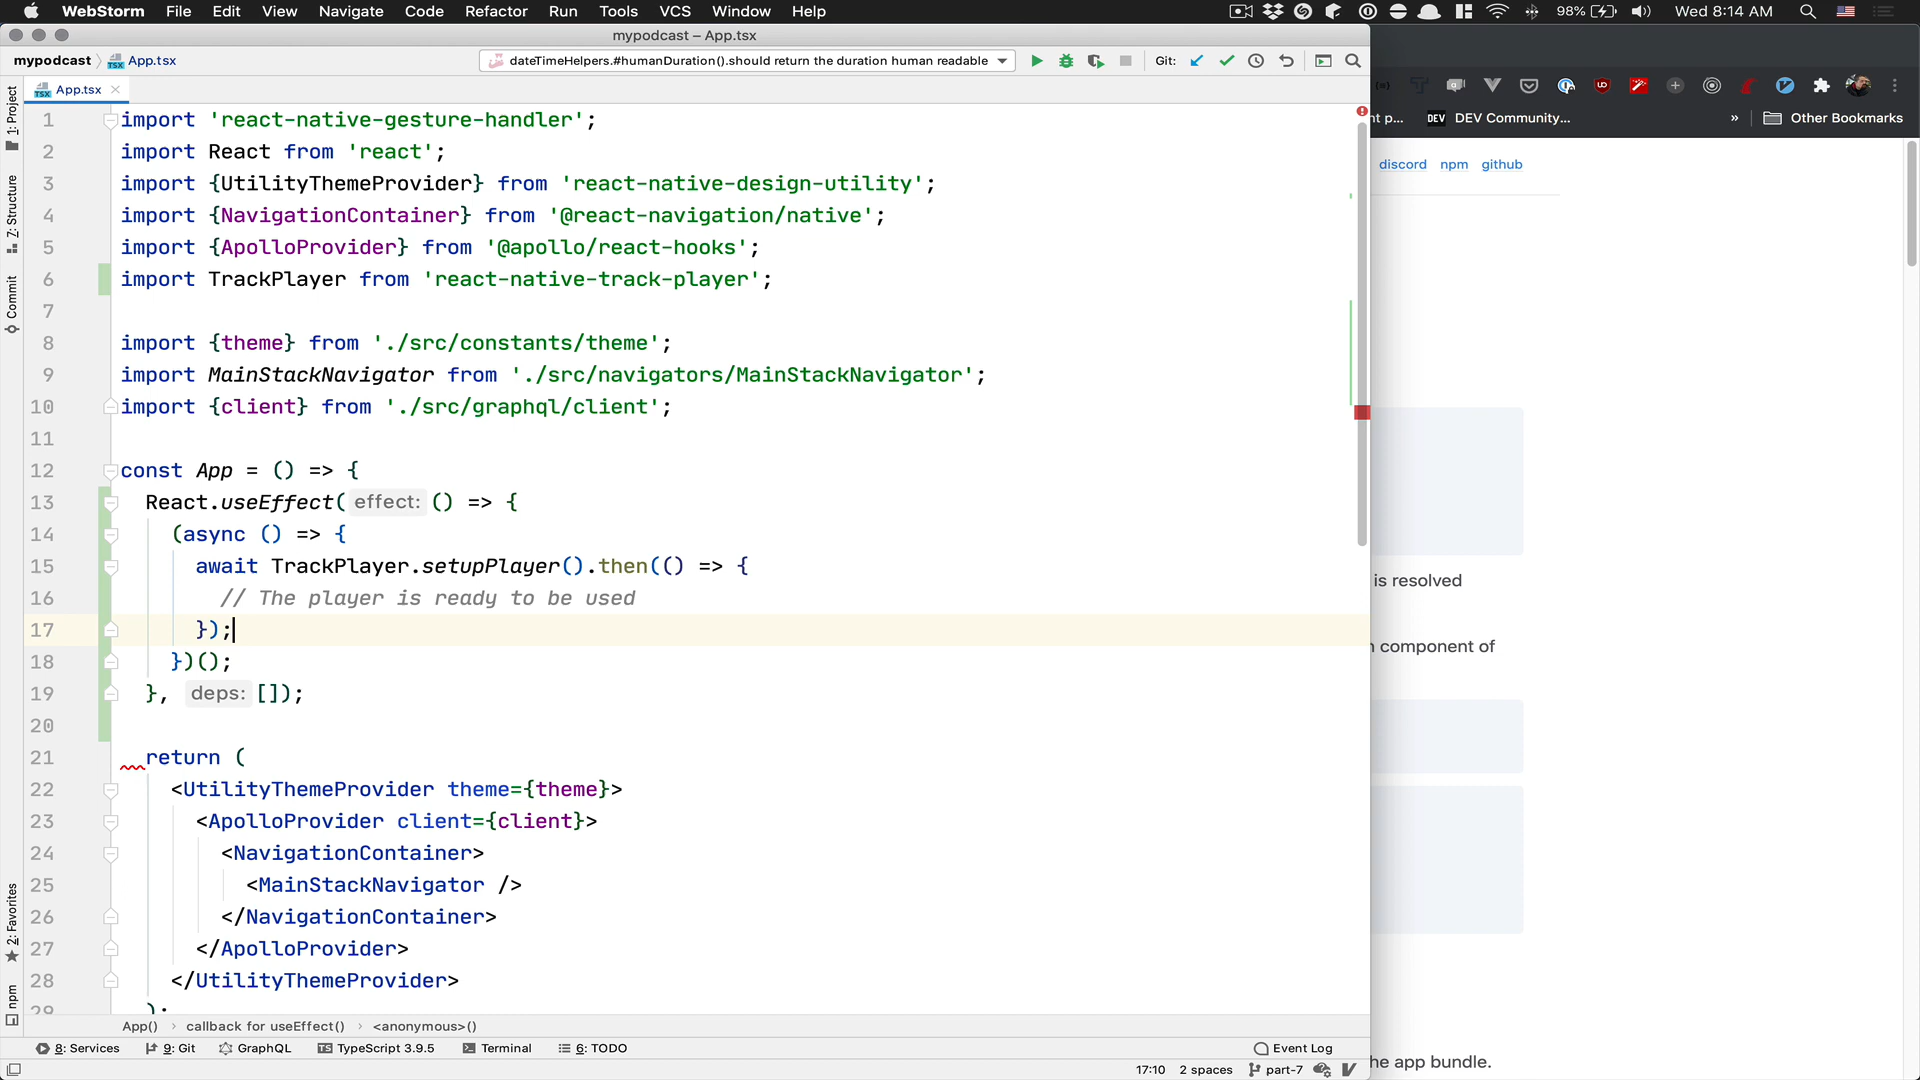 WebStorm File Edit View Navigate Code Refactor Run Tools VCS Window Help 98% Wed 8:14 AM
mypodcast – App.tsx
mypodcast App.tsx dateTimeHelpers.#humanDuration().should return the duration human readable Git:
App.tsx
1 import 'react-native-gesture-handler';
2 import React from 'react';
3 import {UtilityThemeProvider} from 'react-native-design-utility';
4 import {NavigationContainer} from '@react-navigation/native';
5 import {ApolloProvider} from '@apollo/react-hooks';
6 import TrackPlayer from 'react-native-track-player';
7
8 import {theme} from './src/constants/theme';
9 import MainStackNavigator from './src/navigators/MainStackNavigator';
10 import {client} from './src/graphql/client';
11
12 const App = () => {
13 React.useEffect( effect: () => {
14 (async () => {
15 await TrackPlayer.setupPlayer().then(() => {
16 // The player is ready to be used
17 });
18 })();
19 }, deps: []);
20
21 return (
22 <UtilityThemeProvider theme={theme}>
23 <ApolloProvider client={client}>
24 <NavigationContainer>
25 <MainStackNavigator />
26 </NavigationContainer>
27 </ApolloProvider>
28 </UtilityThemeProvider>
29 );
App() › callback for useEffect() › <anonymous>()
8: Services 9: Git GraphQL TypeScript 3.9.5 Terminal 6: TODO Event Log
17:10 2 spaces part-7
1: Project
7: Structure
Commit
2: Favorites
npm
nt p... DEV DEV Community... » Other Bookmarks
discord npm github
is resolved
component of
he app bundle.